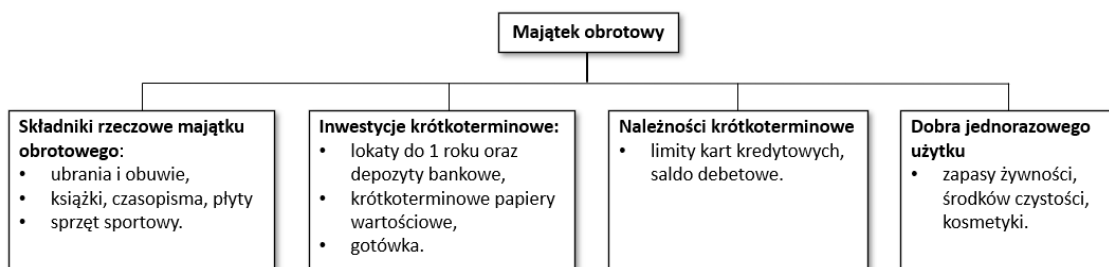 Majątek obrotowy
Składniki rzeczowe majątku
obrotowego:
• ubrania i obuwie,
• książki, czasopisma, płyty
• sprzęt sportowy.
Inwestycje krótkoterminowe:
• lokaty do 1 roku oraz
depozyty bankowe,
• krótkoterminowe papiery
wartościowe,
• gotówka.
Należności krótkoterminowe
• limity kart kredytowych,
saldo debetowe.
Dobra jednorazowego
użytku
• zapasy żywności,
środków czystości,
kosmetyki.